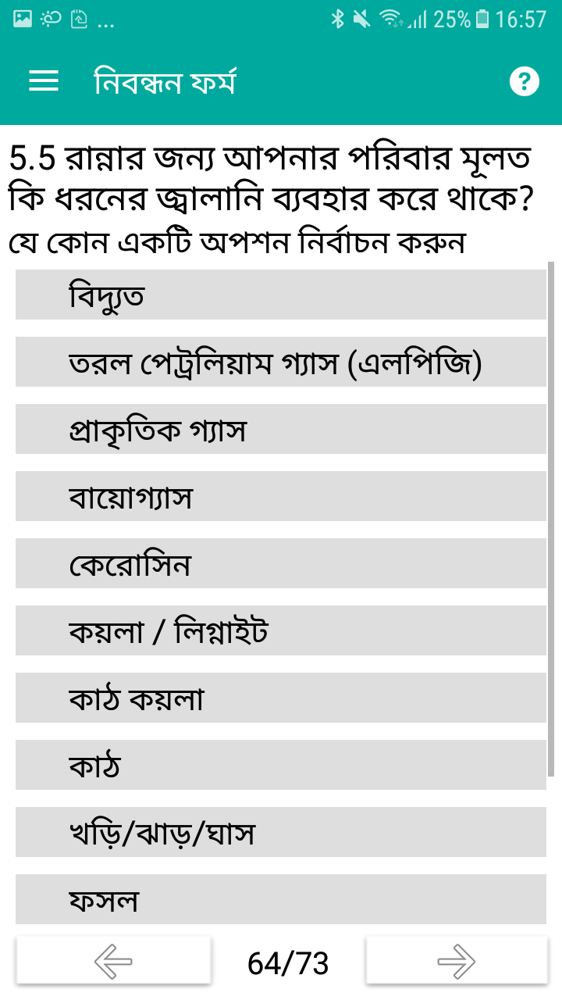 ... 25% 16:57
নিবন্ধন ফর্ম ?
5.5 রান্নার জন্য আপনার পরিবার মূলত
কি ধরনের জ্বালানি ব্যবহার করে থাকে?
যে কোন একটি অপশন নির্বাচন করুন
বিদ্যুত
তরল পেট্রলিয়াম গ্যাস (এলপিজি)
প্রাকৃতিক গ্যাস
বায়োগ্যাস
কেরোসিন
কয়লা / লিগ্নাইট
কাঠ কয়লা
কাঠ
খড়ি/ঝাড়/ঘাস
ফসল
64/73